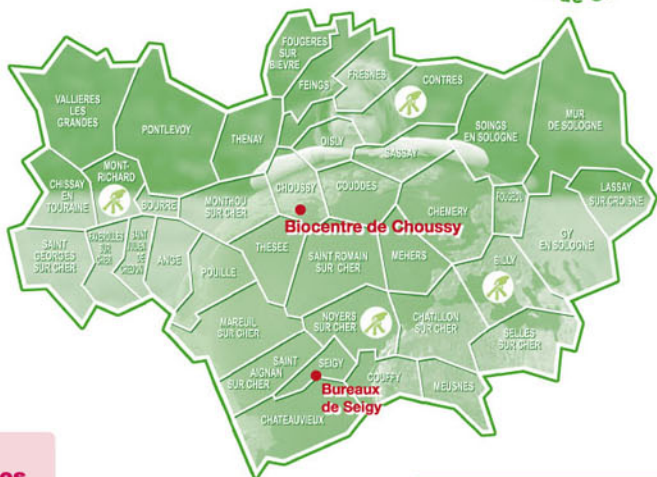 FOUGERES
SUR
BIEVRE
FEINGS
FRESNES
CONTRES
VALLIERES
LES
GRANDES
PONTLEVOY
THENAY
OISLY
SASSAY
SOINGS
EN SOLOGNE
MUR
DE SOLOGNE
CHISSAY
EN
TOURAINE
MONT-
RICHARD
BOURRE
MONTHOU
SUR CHER
CHOUSSY
COUDDES
CHEMERY
LASSAY
SUR CROISNE
Biocentre de Choussy
SAINT
GEORGES
SUR CHER
ANGE
POUILLE
THESEE
SAINT ROMAIN
SUR CHER
MEHERS
BILLY
GY
EN SOLOGNE
MAREUIL
SUR CHER
NOYERS
SUR CHER
CHATILLON
SUR CHER
SELLES
SUR CHER
SAINT
AIGNAN
SUR CHER
SEIGY
COUFFY
MEUSNES
Bureaux
de Seigy
CHATEAUVIEUX